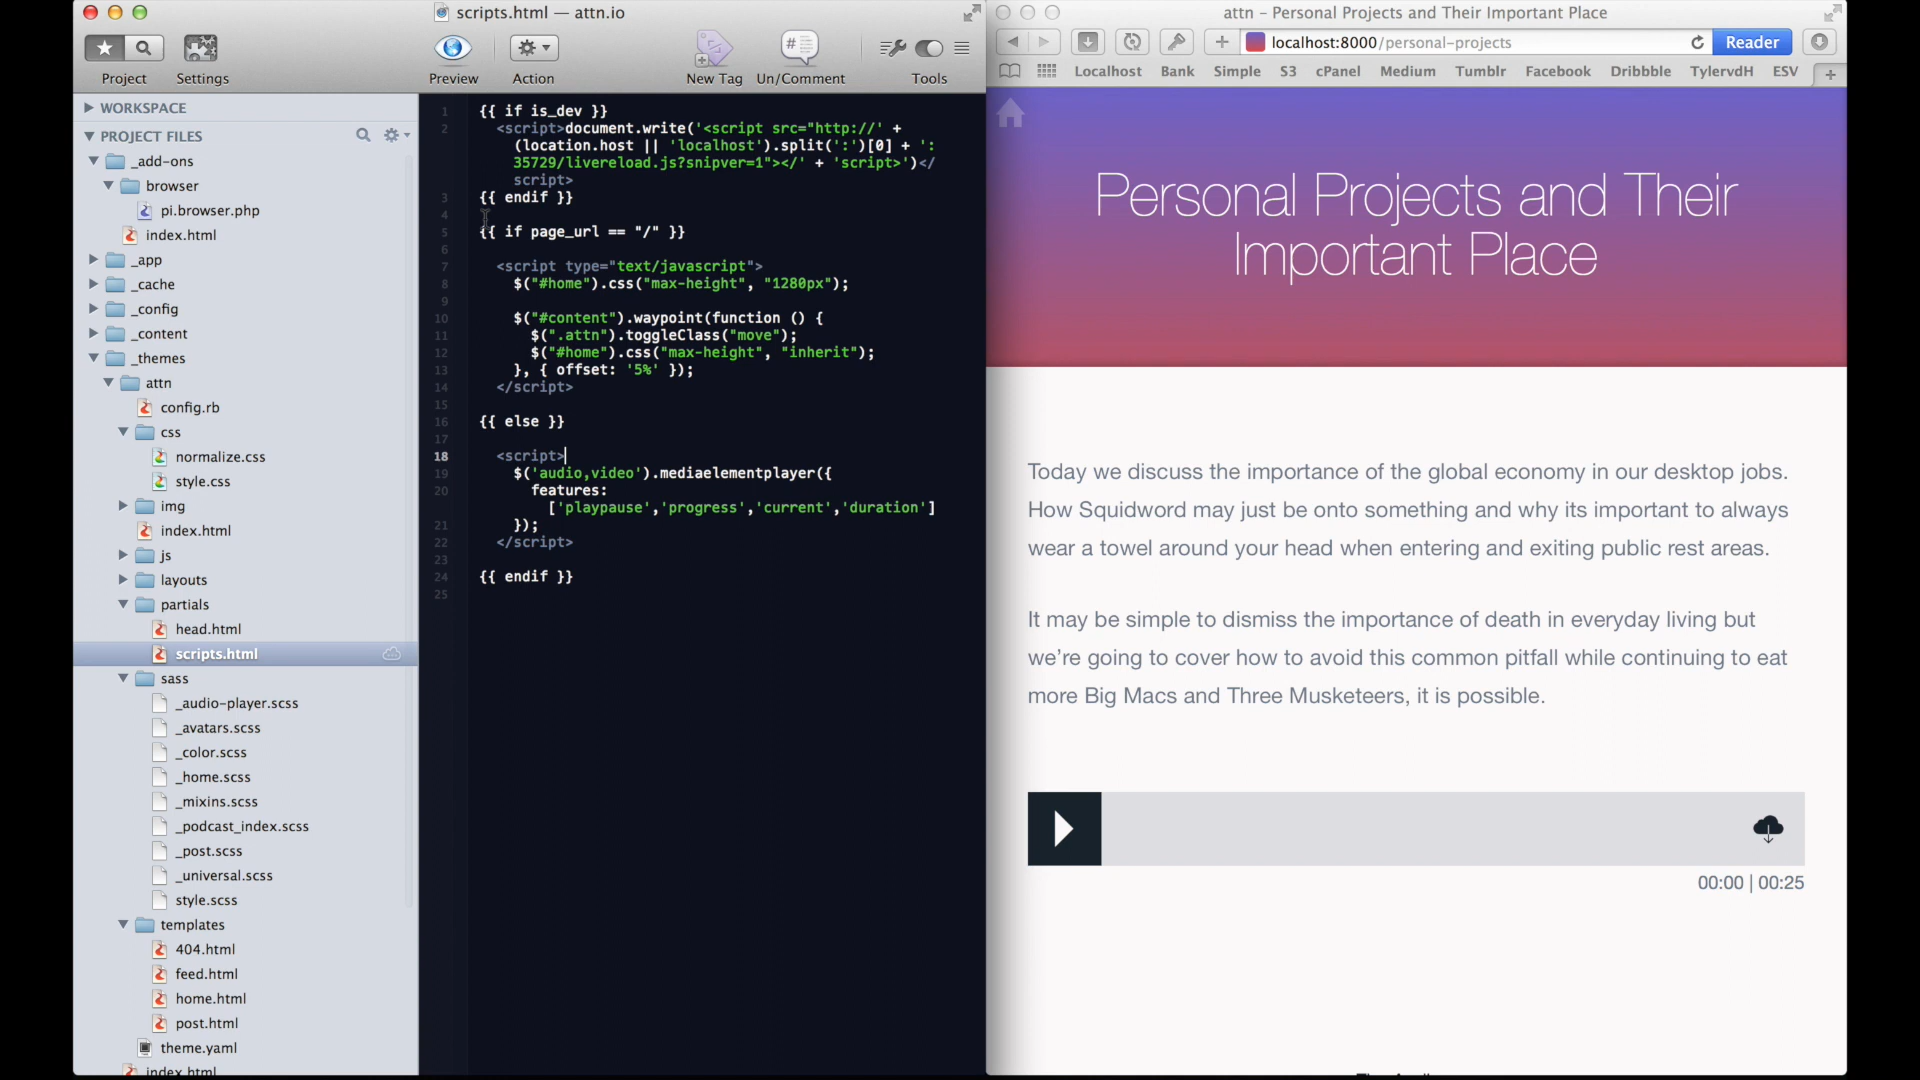 scripts.html — attn.io
Project
Settings
Preview
Action
New Tag
Un/Comment
Tools
WORKSPACE
PROJECT FILES
_add-ons
browser
pi.browser.php
index.html
_app
_cache
_config
_content
_themes
attn
config.rb
css
normalize.css
style.css
img
index.html
js
layouts
partials
head.html
scripts.html
sass
_audio-player.scss
_avatars.scss
_color.scss
_home.scss
_mixins.scss
_podcast_index.scss
_post.scss
_universal.scss
style.scss
templates
404.html
feed.html
home.html
post.html
theme.yaml
index.html
1 {{ if is_dev }}
2 <script>document.write('<script src="http://' +
(location.host || 'localhost').split(':')[0] + ':
35729/livereload.js?snipver=1"></' + 'script>')</
script>
3 {{ endif }}
4
5 {{ if page_url == "/" }}
6
7 <script type="text/javascript">
8 $("#home").css("max-height", "1280px");
9
10 $("#content").waypoint(function () {
11 $(".attn").toggleClass("move");
12 $("#home").css("max-height", "inherit");
13 }, { offset: '5%' });
14 </script>
15
16 {{ else }}
17
18 <script>
19 $('audio,video').mediaelementplayer({
20 features:
['playpause','progress','current','duration']
21 });
22 </script>
23
24 {{ endif }}
25
attn – Personal Projects and Their Important Place
localhost:8000/personal-projects
Reader
Localhost
Bank
Simple
S3
cPanel
Medium
Tumblr
Facebook
Dribbble
TylervdH
ESV
Personal Projects and Their
Important Place
Today we discuss the importance of the global economy in our desktop jobs.
How Squidword may just be onto something and why its important to always
wear a towel around your head when entering and exiting public rest areas.
It may be simple to dismiss the importance of death in everyday living but
we're going to cover how to avoid this common pitfall while continuing to eat
more Big Macs and Three Musketeers, it is possible.
00:00 | 00:25